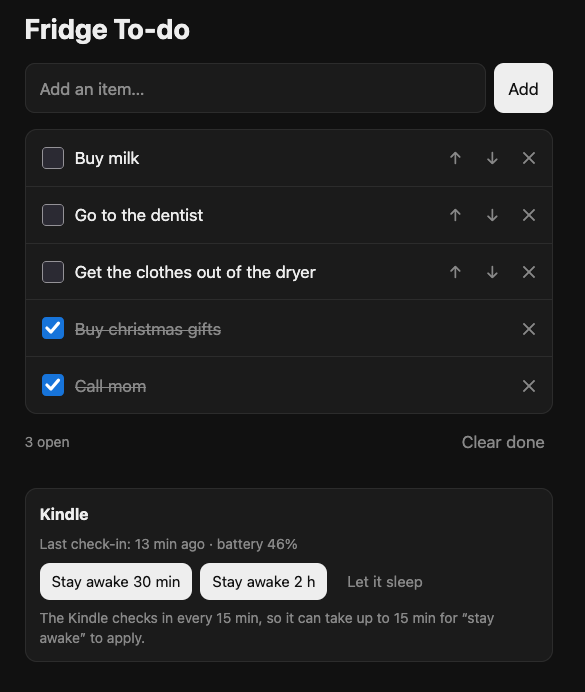 Fridge To-do
Add an item...
Add
Buy milk
Go to the dentist
Get the clothes out of the dryer
Buy christmas gifts
Call mom
3 open
Clear done
Kindle
Last check-in: 13 min ago · battery 46%
Stay awake 30 min
Stay awake 2 h
Let it sleep
The Kindle checks in every 15 min, so it can take up to 15 min for “stay
awake” to apply.